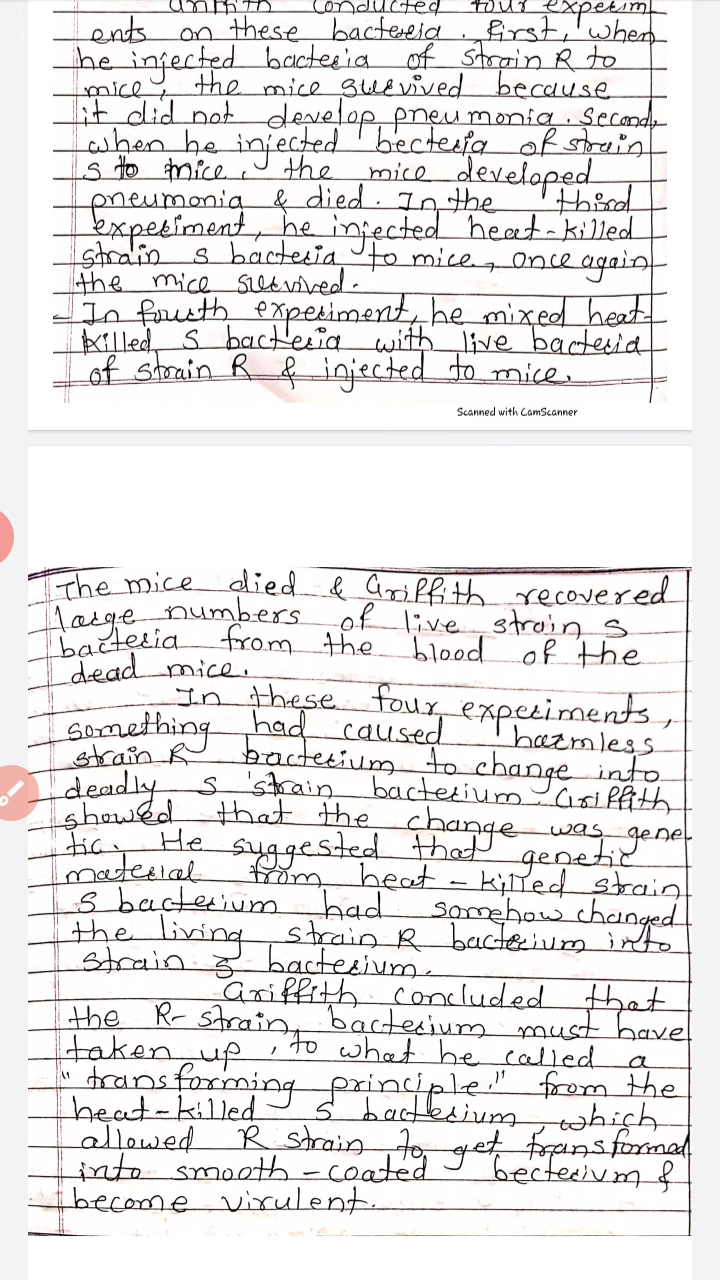 Griffith conducted four experim
ents on these bacteria. First, when
he injected bacteria of strain R to
mice, the mice survived because
it did not develop pneumonia. Second,
when he injected becteria of strain
S to mice, the mice developed
pneumonia & died. In the third
experiment, he injected heat-killed
strain S bacteria to mice, once again
the mice survived.
- In fourth experiment, he mixed heat-
killed S bacteria with live bacteria
of strain R & injected to mice.
Scanned with CamScanner
The mice died & Griffith recovered
large numbers of live strain S
bacteria from the blood of the
dead mice.
In these four experiments,
something had caused harmless
strain R bacterium to change into
deadly S strain bacterium. Griffith
showed that the change was gene
tic. He suggested that genetic
material from heat-killed strain
S bacterium had somehow changed
the living strain R bacterium into
strain S bacterium.
Griffith concluded that
the R-strain bacterium must have
taken up, to what he called a
"transforming principle." from the
heat-killed S bacterium, which
allowed R strain to get transformed
into smooth-coated becterium &
become virulent.